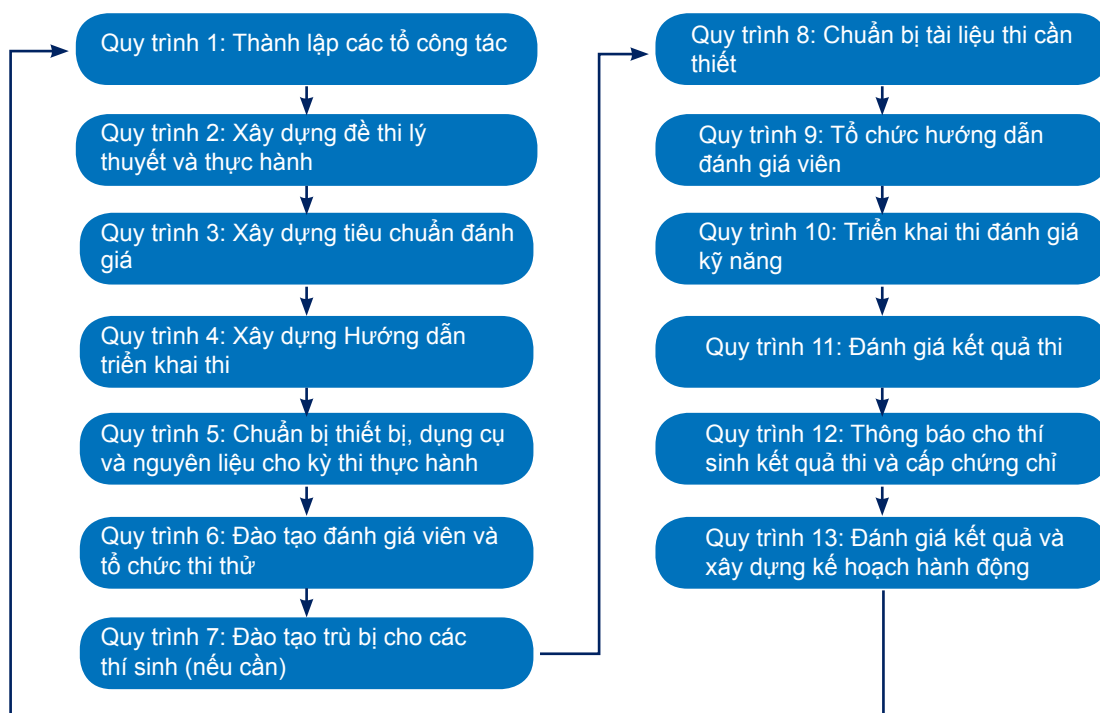 Quy trình 1: Thành lập các tổ công tác
Quy trình 2: Xây dựng đề thi lý
thuyết và thực hành
Quy trình 3: Xây dựng tiêu chuẩn đánh
giá
Quy trình 4: Xây dựng Hướng dẫn
triển khai thi
Quy trình 5: Chuẩn bị thiết bị, dụng cụ
và nguyên liệu cho kỳ thi thực hành
Quy trình 6: Đào tạo đánh giá viên và
tổ chức thi thử
Quy trình 7: Đào tạo trù bị cho các
thí sinh (nếu cần)
Quy trình 8: Chuẩn bị tài liệu thi cần
thiết
Quy trình 9: Tổ chức hướng dẫn
đánh giá viên
Quy trình 10: Triển khai thi đánh giá
kỹ năng
Quy trình 11: Đánh giá kết quả thi
Quy trình 12: Thông báo cho thí
sinh kết quả thi và cấp chứng chỉ
Quy trình 13: Đánh giá kết quả và
xây dựng kế hoạch hành động